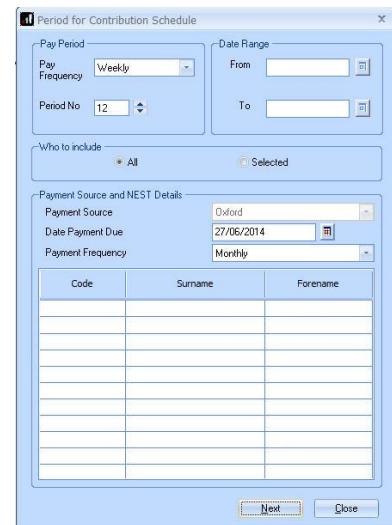 Period for Contribution Schedule x
Pay Period
Pay Frequency Weekly
Period No 12
Date Range
From
To
Who to include
All Selected
Payment Source and NEST Details
Payment Source Oxford
Date Payment Due 27/06/2014
Payment Frequency Monthly
Code Surname Forename
Next Close